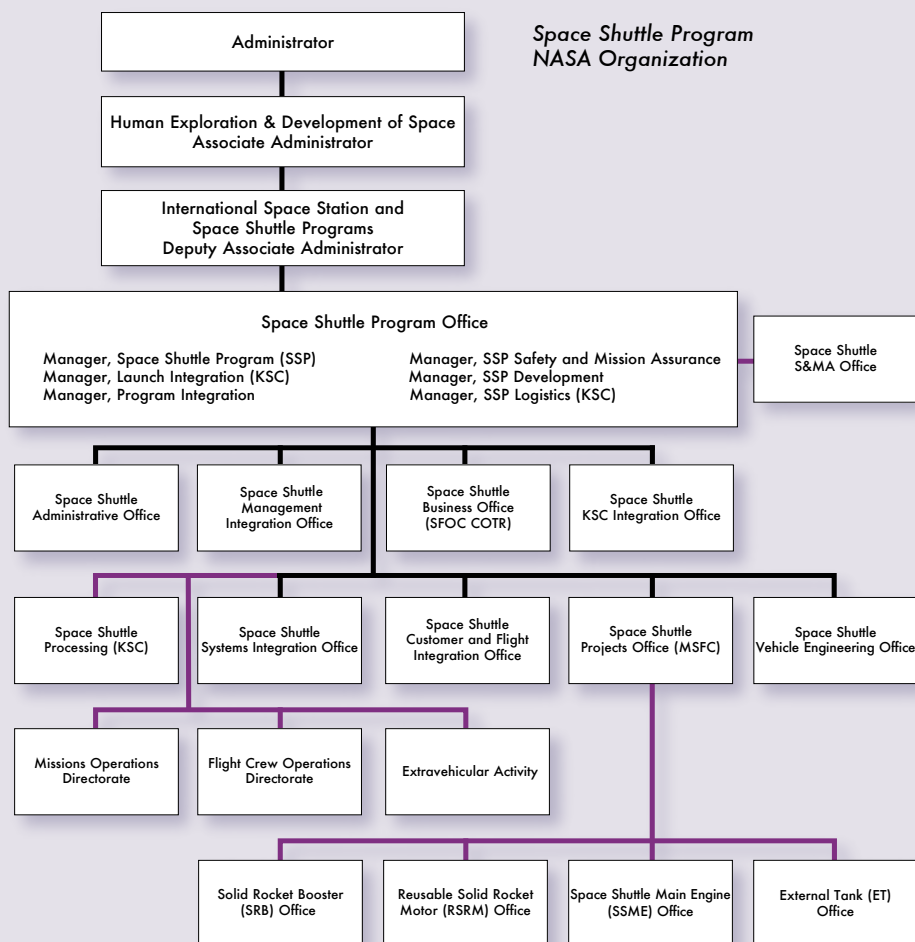 Administrator
Space Shuttle Program
NASA Organization
Human Exploration & Development of Space
Associate Administrator
International Space Station and
Space Shuttle Programs
Deputy Associate Administrator
Space Shuttle Program Office
Manager, Space Shuttle Program (SSP)
Manager, Launch Integration (KSC)
Manager, Program Integration
Manager, SSP Safety and Mission Assurance
Manager, SSP Development
Manager, SSP Logistics (KSC)
Space Shuttle
S&MA Office
Space Shuttle
Administrative Office
Space Shuttle
Management
Integration Office
Space Shuttle
Business Office
(SFOC COTR)
Space Shuttle
KSC Integration Office
Space Shuttle
Processing (KSC)
Space Shuttle
Systems Integration Office
Space Shuttle
Customer and Flight
Integration Office
Space Shuttle
Projects Office (MSFC)
Space Shuttle
Vehicle Engineering Office
Missions Operations
Directorate
Flight Crew Operations
Directorate
Extravehicular Activity
Solid Rocket Booster
(SRB) Office
Reusable Solid Rocket
Motor (RSRM) Office
Space Shuttle Main Engine
(SSME) Office
External Tank (ET)
Office